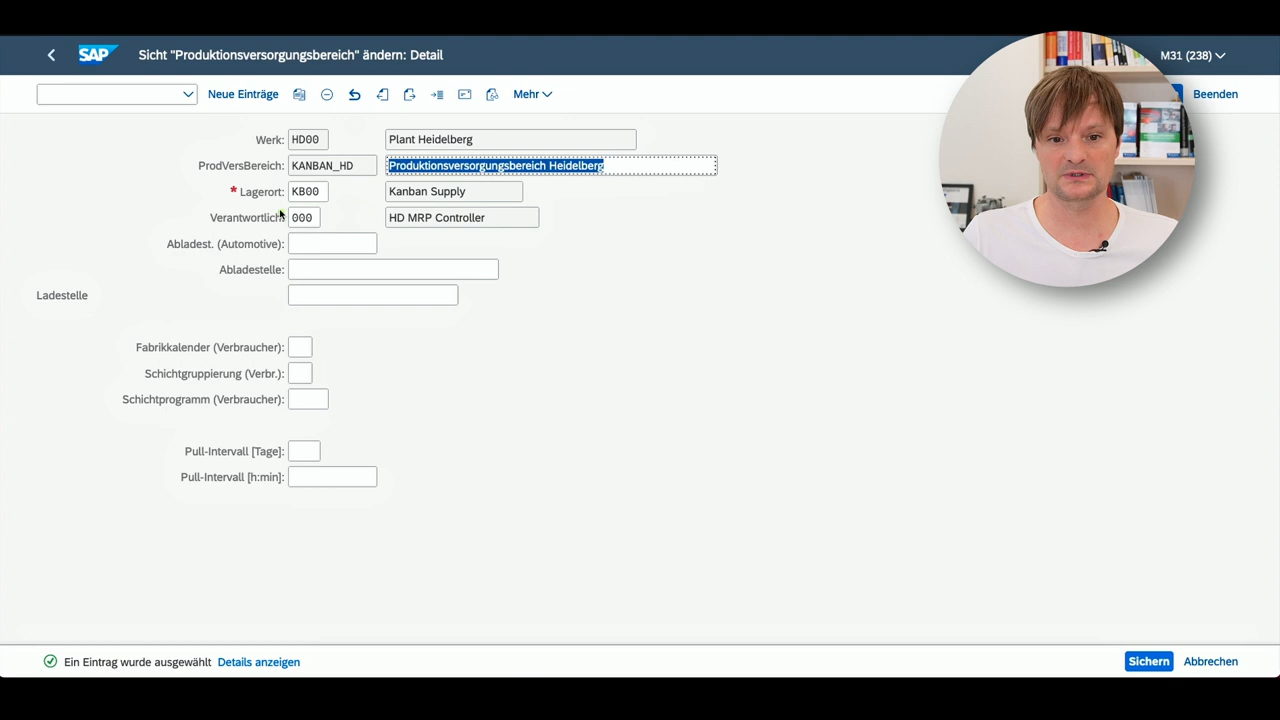 SAP Sicht "Produktionsversorgungsbereich" ändern: Detail M31 (238)
Neue Einträge Mehr Beenden
Werk: HD00 Plant Heidelberg
ProdVersBereich: KANBAN_HD Produktionsversorgungsbereich Heidelberg
* Lagerort: KB00 Kanban Supply
Verantwortlich: 000 HD MRP Controller
Abladest. (Automotive):
Abladestelle:
Ladestelle
Fabrikkalender (Verbraucher):
Schichtgruppierung (Verbr.):
Schichtprogramm (Verbraucher):
Pull-Intervall [Tage]:
Pull-Intervall [h:min]:
Ein Eintrag wurde ausgewählt Details anzeigen Sichern Abbrechen